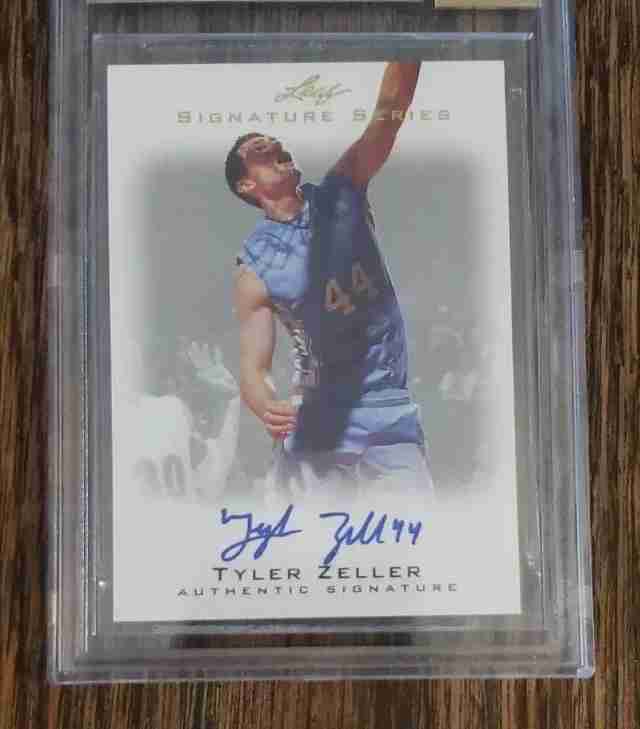 Leaf
SIGNATURE SERIES
44
30
Tyler Zeller 44
TYLER ZELLER
AUTHENTIC SIGNATURE